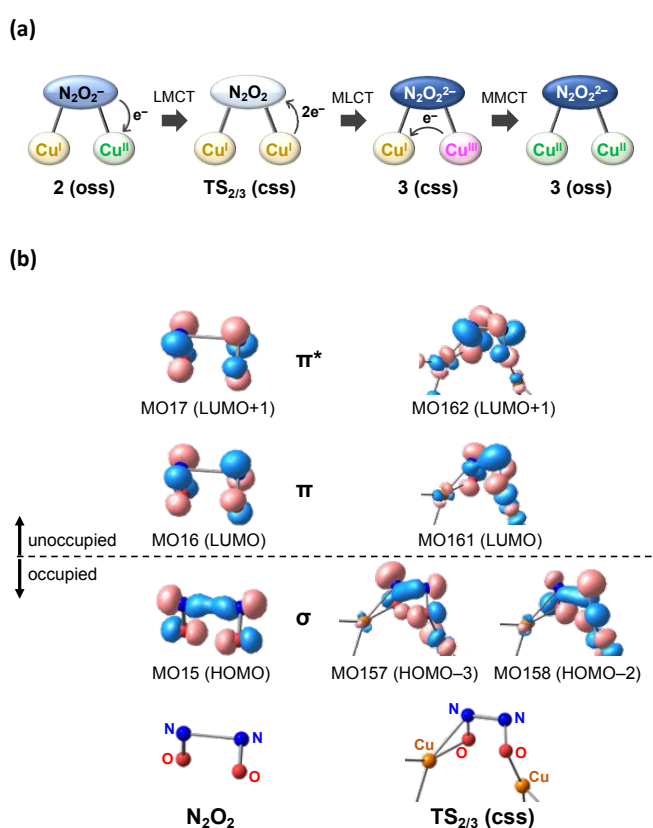 (a)
N₂O₂⁻ LMCT N₂O₂ MLCT N₂O₂²⁻ MMCT N₂O₂²⁻
e⁻ 2e⁻ e⁻
Cuᴵ Cuᴵᴵ Cuᴵ Cuᴵ Cuᴵ Cuᴵᴵᴵ Cuᴵᴵ Cuᴵᴵ
2 (oss) TS₂/₃ (css) 3 (css) 3 (oss)
(b)
π*
MO17 (LUMO+1) MO162 (LUMO+1)
π
MO16 (LUMO) MO161 (LUMO)
unoccupied
occupied
σ
MO15 (HOMO) MO157 (HOMO–3) MO158 (HOMO–2)
N N N N
O O Cu O O
Cu
N₂O₂ TS₂/₃ (css)